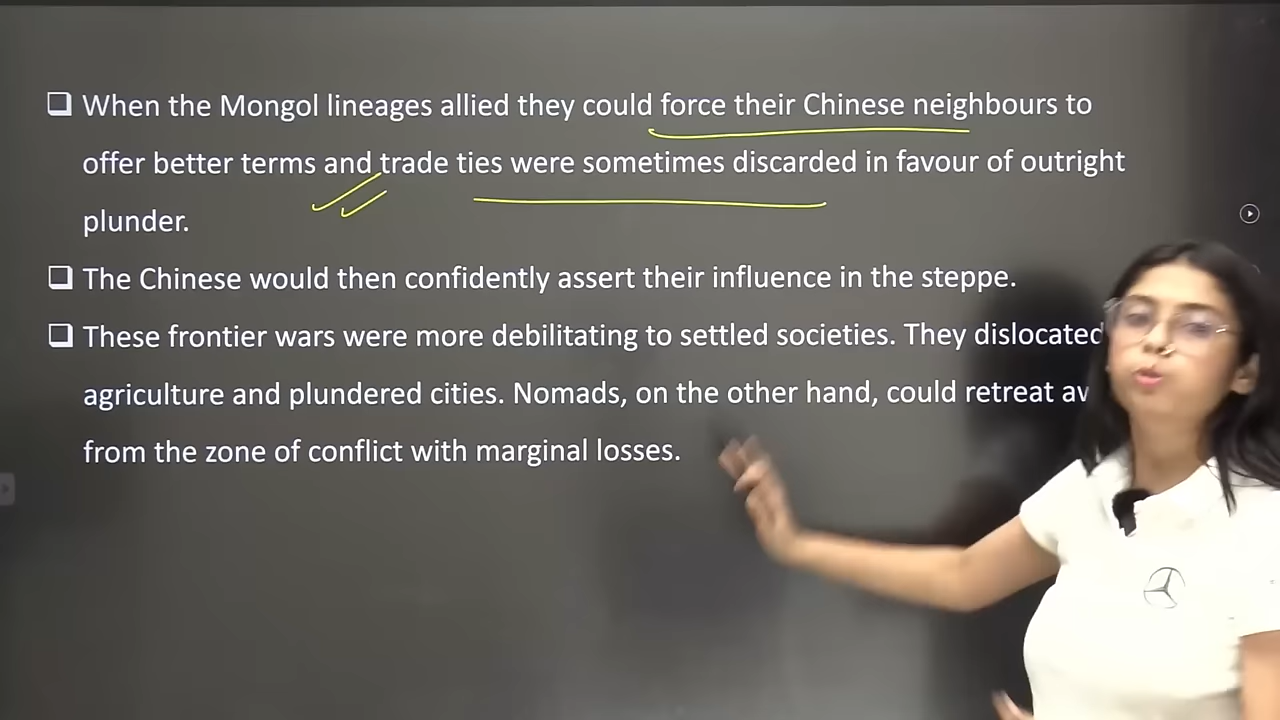 When the Mongol lineages allied they could force their Chinese neighbours to
offer better terms and trade ties were sometimes discarded in favour of outright
plunder.
The Chinese would then confidently assert their influence in the steppe.
These frontier wars were more debilitating to settled societies. They dislocated
agriculture and plundered cities. Nomads, on the other hand, could retreat
from the zone of conflict with marginal losses.